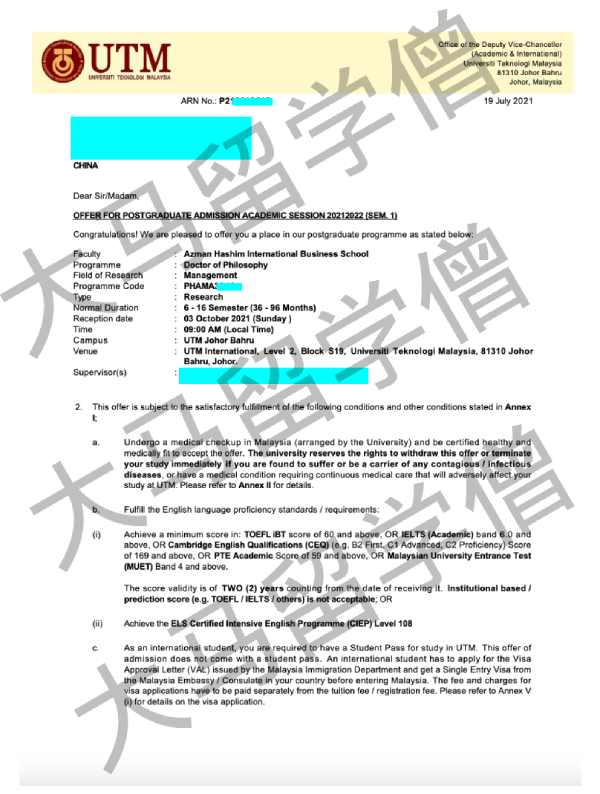 UTM
UNIVERSITI TEKNOLOGI MALAYSIA
Office of the Deputy Vice-Chancellor
(Academic & International)
Universiti Teknologi Malaysia
81310 Johor Bahru
Johor, Malaysia
ARN No.: P2
19 July 2021
CHINA
Dear Sir/Madam,
OFFER FOR POSTGRADUATE ADMISSION ACADEMIC SESSION 20212022 (SEM. 1)
Congratulations! We are pleased to offer you a place in our postgraduate programme as stated below:
Faculty : Azman Hashim International Business School
Programme : Doctor of Philosophy
Field of Research : Management
Programme Code : PHAMA
Type : Research
Normal Duration : 6 - 16 Semester (36 - 96 Months)
Reception date : 03 October 2021 (Sunday )
Time : 09:00 AM (Local Time)
Campus : UTM Johor Bahru
Venue : UTM International, Level 2, Block S19, Universiti Teknologi Malaysia, 81310 Johor
Bahru, Johor.
Supervisor(s) :
2. This offer is subject to the satisfactory fulfillment of the following conditions and other conditions stated in Annex
I;
a. Undergo a medical checkup in Malaysia (arranged by the University) and be certified healthy and
medically fit to accept the offer. The university reserves the rights to withdraw this offer or terminate
your study immediately if you are found to suffer or be a carrier of any contagious / infectious
diseases, or have a medical condition requiring continuous medical care that will adversely affect your
study at UTM. Please refer to Annex II for details.
b. Fulfill the English language proficiency standards / requirements:
(i) Achieve a minimum score in: TOEFL iBT score of 60 and above, OR IELTS (Academic) band 6.0 and
above, OR Cambridge English Qualifications (CEQ) (e.g. B2 First, C1 Advanced, C2 Proficiency) Score
of 169 and above, OR PTE Academic Score of 59 and above, OR Malaysian University Entrance Test
(MUET) Band 4 and above.
The score validity is of TWO (2) years counting from the date of receiving it. Institutional based /
prediction score (e.g. TOEFL / IELTS / others) is not acceptable; OR
(ii) Achieve the ELS Certified Intensive English Programme (CIEP) Level 108
c. As an international student, you are required to have a Student Pass for study in UTM. This offer of
admission does not come with a student pass. An international student has to apply for the Visa
Approval Letter (VAL) issued by the Malaysia Immigration Department and get a Single Entry Visa from
the Malaysia Embassy / Consulate in your country before entering Malaysia. The fee and charges for
visa applications have to be paid separately from the tuition fee / registration fee. Please refer to Annex V
(i) for details on the visa application.
大马留学僧
大马留学僧
大马留学僧